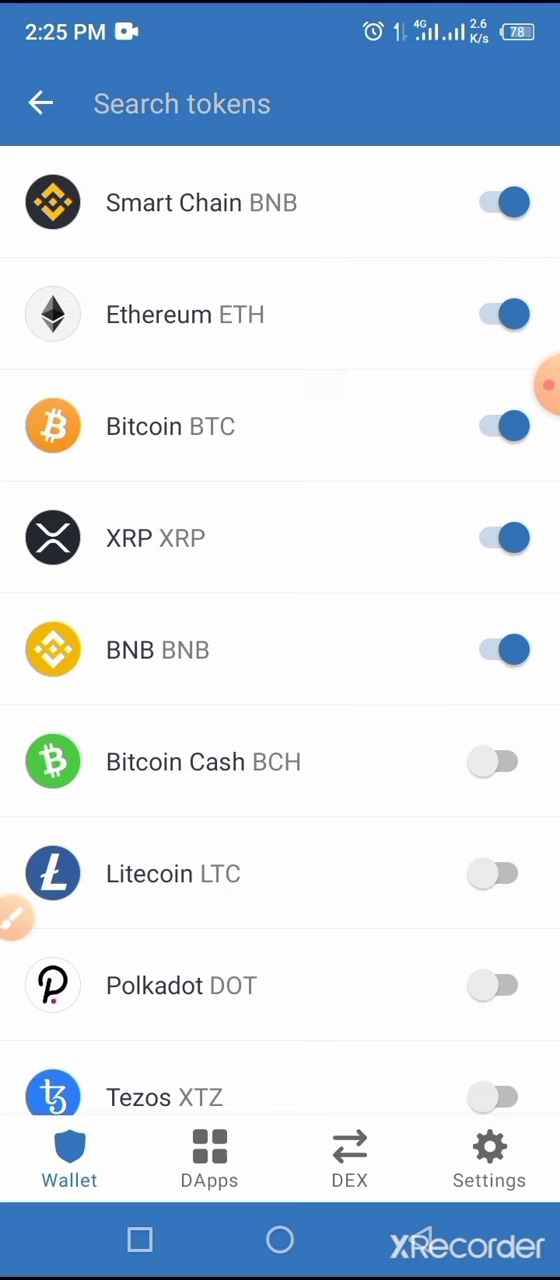 2:25 PM
4G
2.6
K/s
78
Search tokens
Smart Chain BNB
Ethereum ETH
Bitcoin BTC
XRP XRP
BNB BNB
Bitcoin Cash BCH
Litecoin LTC
Polkadot DOT
Tezos XTZ
Wallet DApps DEX Settings
XRecorder